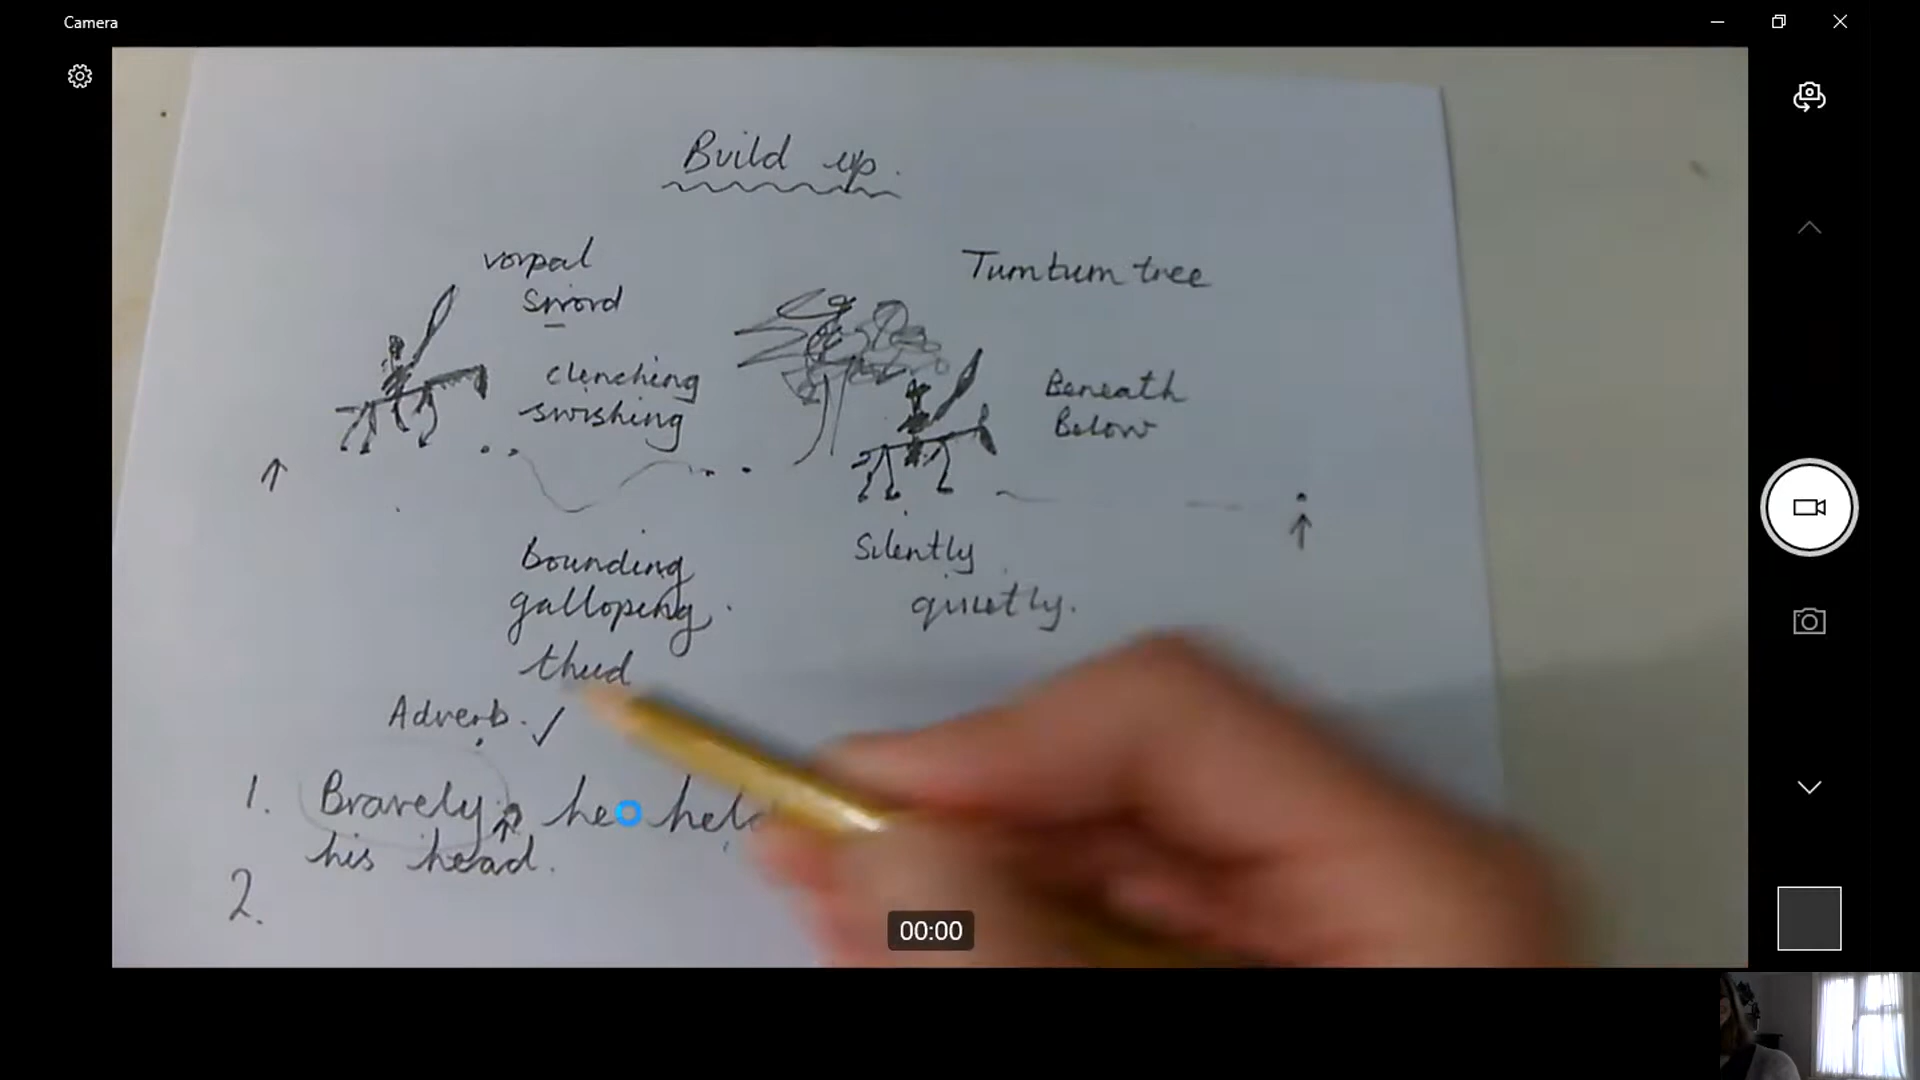 Camera
Build up.
vorpal
Sword
Tumtum tree
clenching
swishing
Beneath
Below
Bounding
galloping
thud
Silently
quietly.
Adverb. ✓
1. Bravely, he held
his head.
2.
00:00